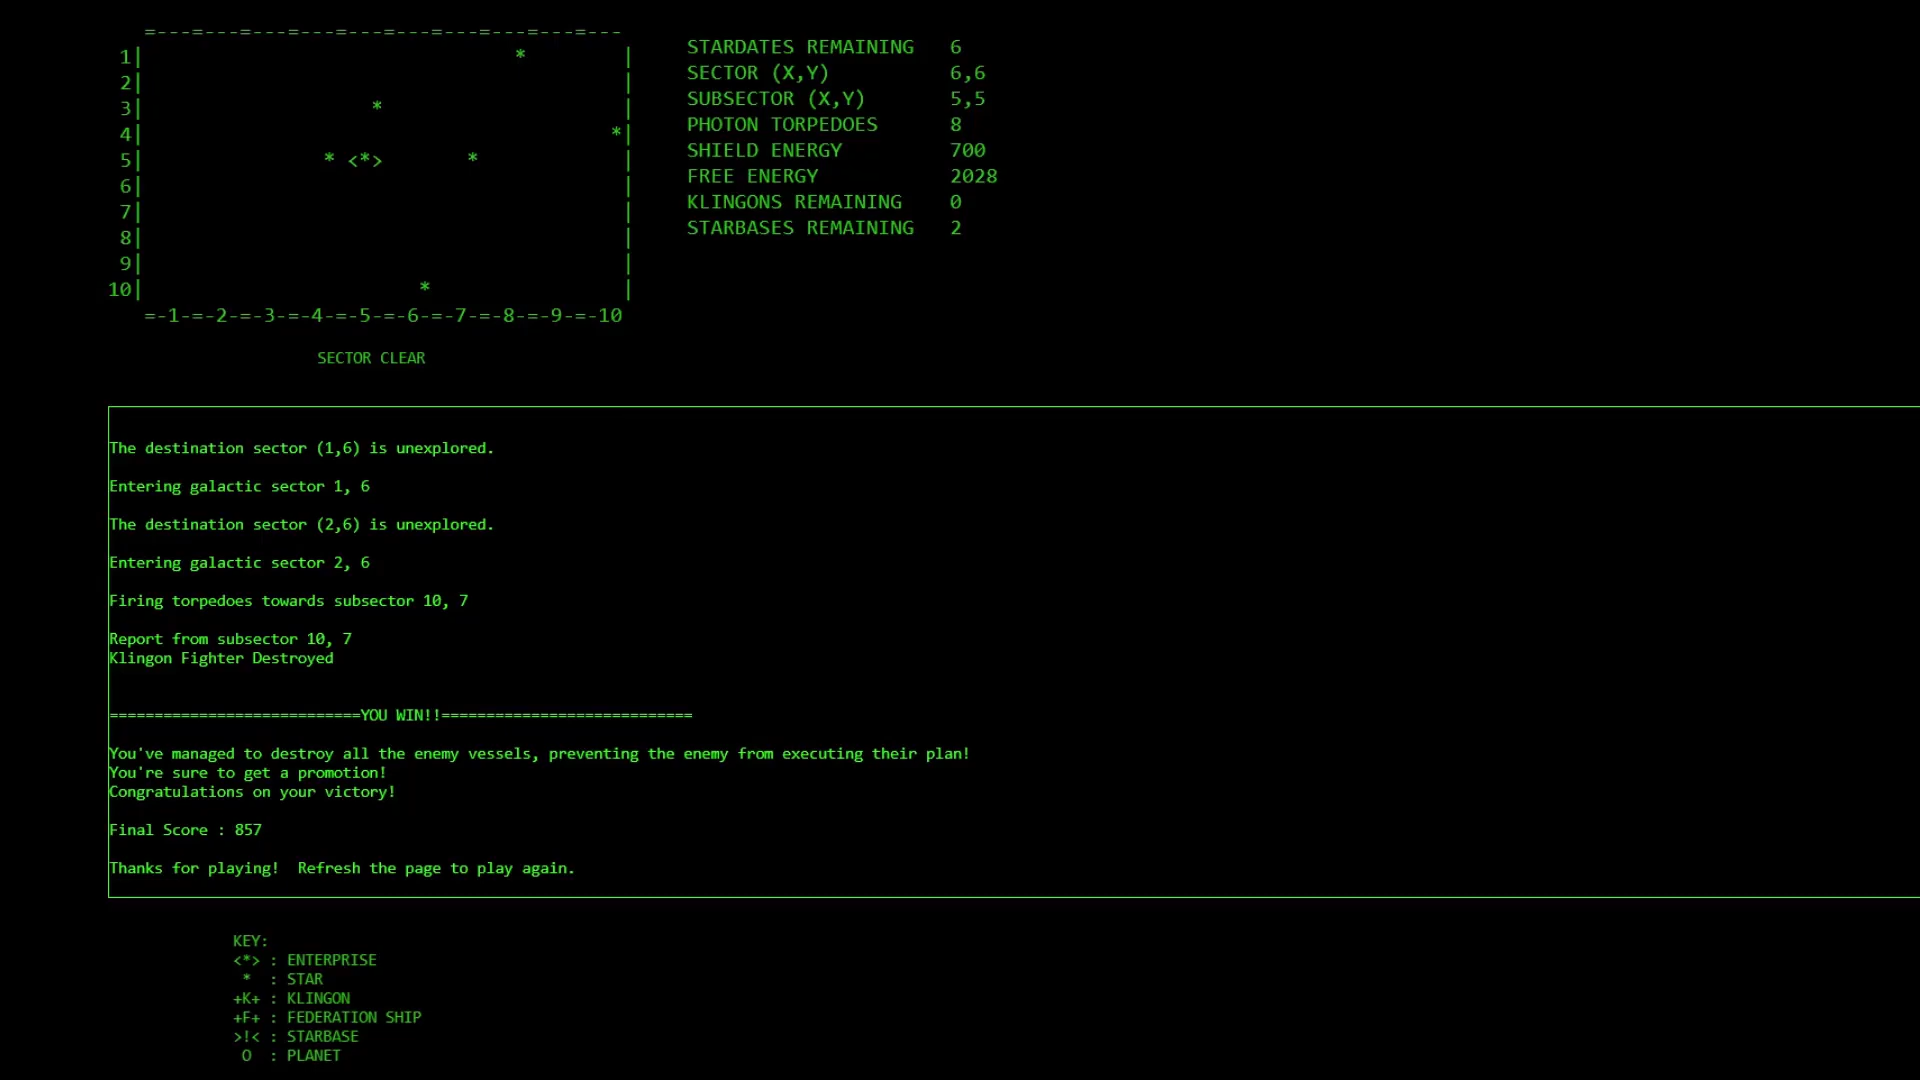 =---=---=---=---=---=---=---=---=---=---
1|                               *        |    STARDATES REMAINING   6
2|                                        |    SECTOR (X,Y)          6,6
3|                   *                    |    SUBSECTOR (X,Y)       5,5
4|                                       *|    PHOTON TORPEDOES      8
5|               * <*>       *            |    SHIELD ENERGY         700
6|                                        |    FREE ENERGY           2028
7|                                        |    KLINGONS REMAINING    0
8|                                        |    STARBASES REMAINING   2
9|                                        |
10|                       *                |
=-1-=-2-=-3-=-4-=-5-=-6-=-7-=-8-=-9-=-10
SECTOR CLEAR
The destination sector (1,6) is unexplored.
Entering galactic sector 1, 6
The destination sector (2,6) is unexplored.
Entering galactic sector 2, 6
Firing torpedoes towards subsector 10, 7
Report from subsector 10, 7
Klingon Fighter Destroyed
============================YOU WIN!!============================
You've managed to destroy all the enemy vessels, preventing the enemy from executing their plan!
You're sure to get a promotion!
Congratulations on your victory!
Final Score : 857
Thanks for playing!  Refresh the page to play again.
KEY:
<*> : ENTERPRISE
 *  : STAR
+K+ : KLINGON
+F+ : FEDERATION SHIP
>!< : STARBASE
 O  : PLANET